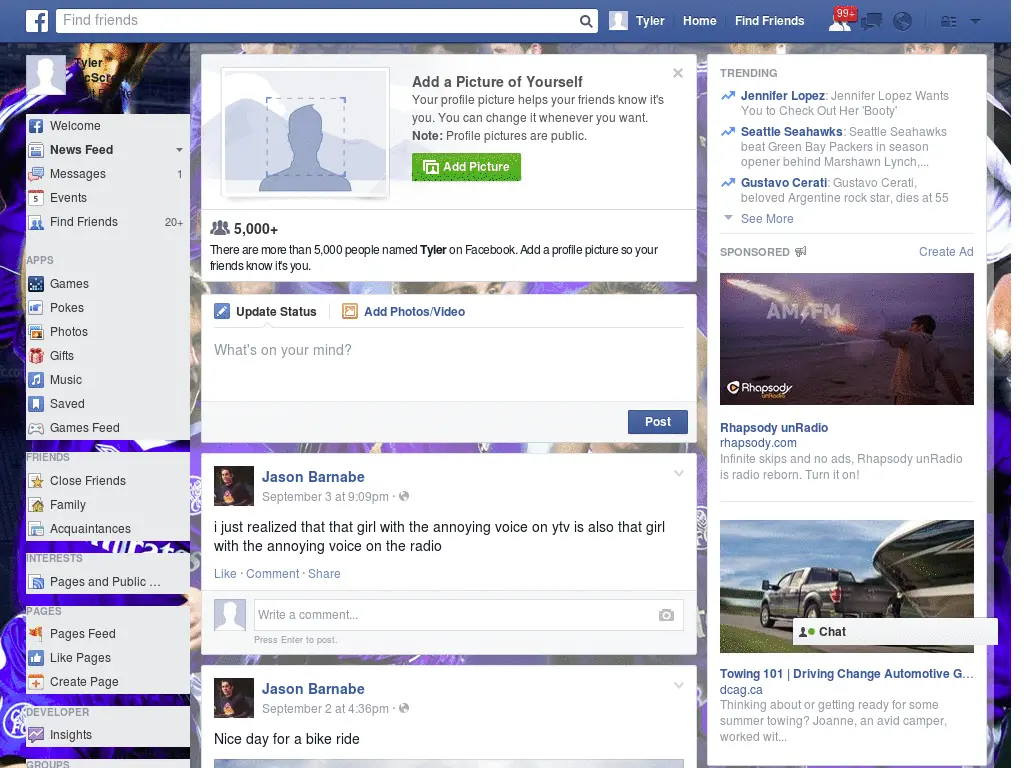 Find friends
Tyler
Home
Find Friends
99+
Tyler
Welcome
News Feed
Messages 1
5 Events
Find Friends 20+
APPS
Games
Pokes
Photos
Gifts
Music
Saved
Games Feed
FRIENDS
Close Friends
Family
Acquaintances
INTERESTS
Pages and Public ...
PAGES
Pages Feed
Like Pages
Create Page
DEVELOPER
Insights
GROUPS
Add a Picture of Yourself
Your profile picture helps your friends know it's
you. You can change it whenever you want.
Note: Profile pictures are public.
Add Picture
5,000+
There are more than 5,000 people named Tyler on Facebook. Add a profile picture so your
friends know it's you.
Update Status
Add Photos/Video
What's on your mind?
Post
Jason Barnabe
September 3 at 9:09pm ·
i just realized that that girl with the annoying voice on ytv is also that girl
with the annoying voice on the radio
Like · Comment · Share
Write a comment...
Press Enter to post.
Jason Barnabe
September 2 at 4:36pm ·
Nice day for a bike ride
TRENDING
Jennifer Lopez: Jennifer Lopez Wants
You to Check Out Her 'Booty'
Seattle Seahawks: Seattle Seahawks
beat Green Bay Packers in season
opener behind Marshawn Lynch,...
Gustavo Cerati: Gustavo Cerati,
beloved Argentine rock star, dies at 55
See More
SPONSORED
Create Ad
AM/FM
Rhapsody
unRadio
Rhapsody unRadio
rhapsody.com
Infinite skips and no ads, Rhapsody unRadio
is radio reborn. Turn it on!
Chat
Towing 101 | Driving Change Automotive G...
dcag.ca
Thinking about or getting ready for some
summer towing? Joanne, an avid camper,
worked wit...